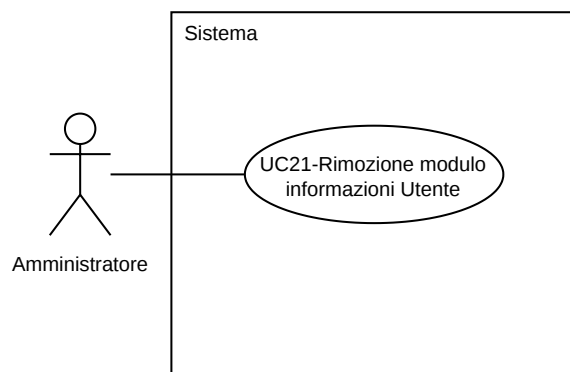 Sistema
UC21-Rimozione modulo
informazioni Utente
Amministratore